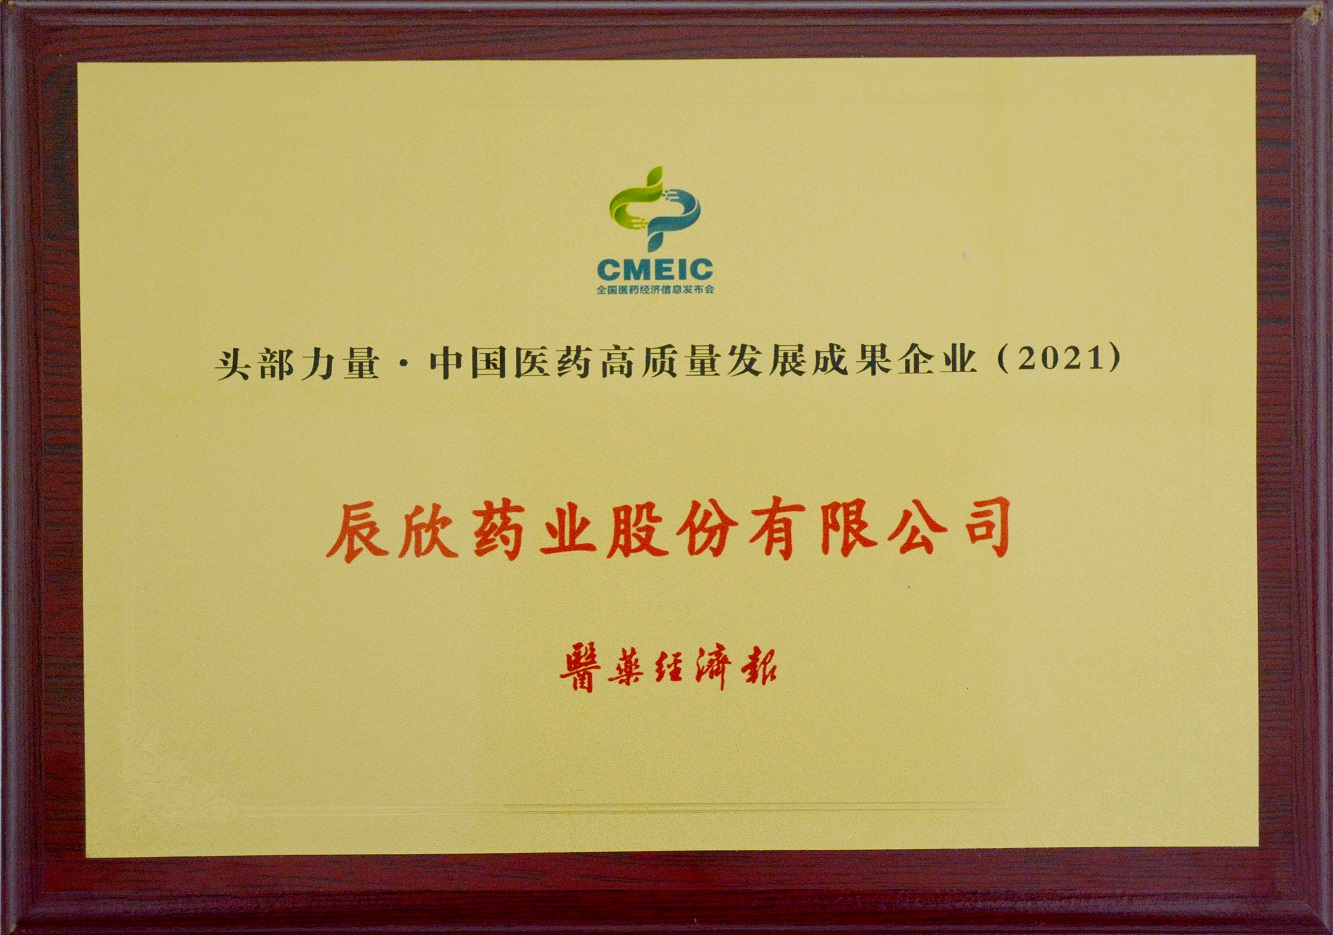 CMEIC
全国医药经济信息发布会
头部力量·中国医药高质量发展成果企业(2021)
辰欣药业股份有限公司
醫藥經濟報